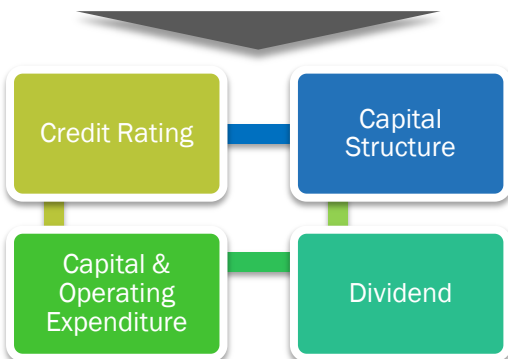 Credit Rating
Capital
Structure
Capital &
Operating
Expenditure
Dividend